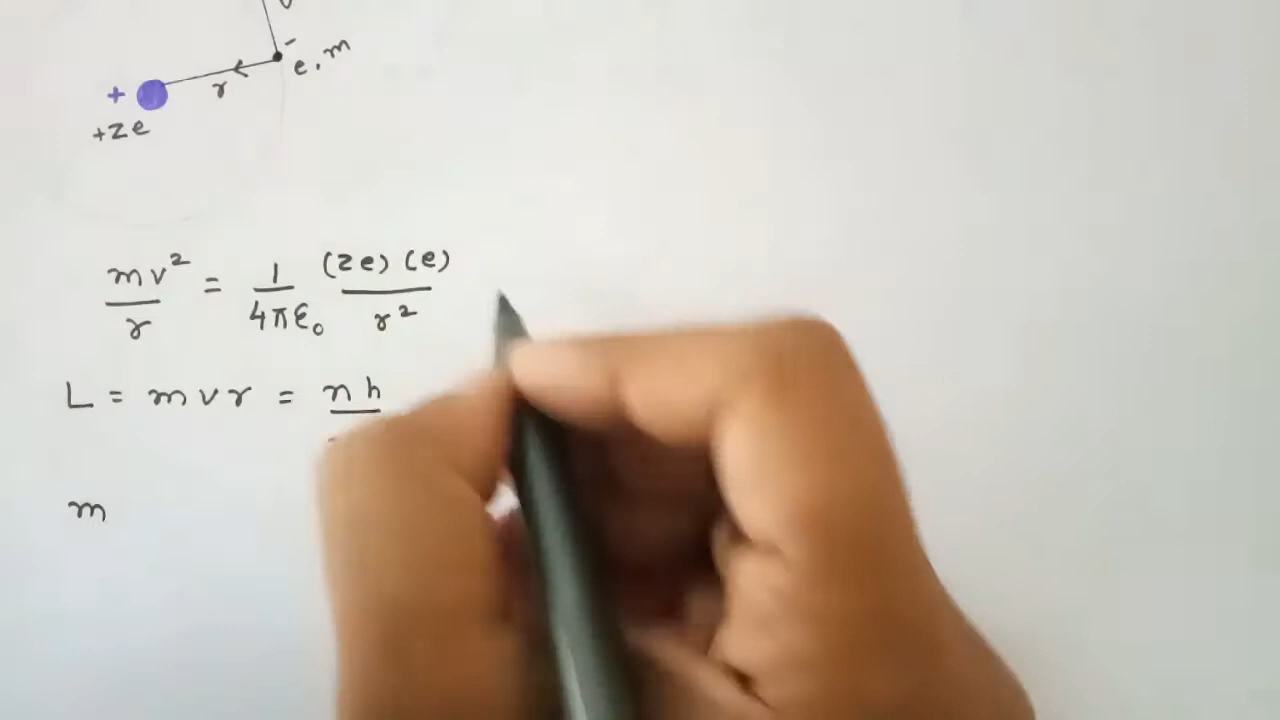 -
e, m
+
r
+ze
mv² / r = 1 / 4πε₀ (ze) (e) / r²
L = mvr = nh
m